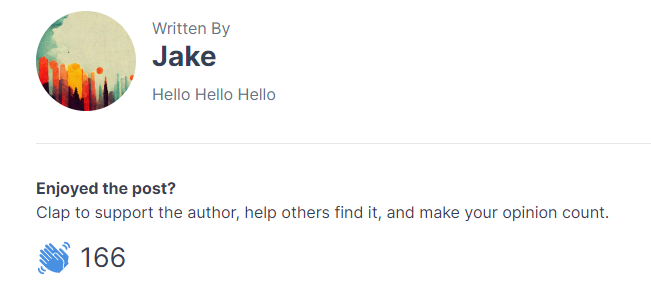 Written By
Jake
Hello Hello Hello
Enjoyed the post?
Clap to support the author, help others find it, and make your opinion count.
166